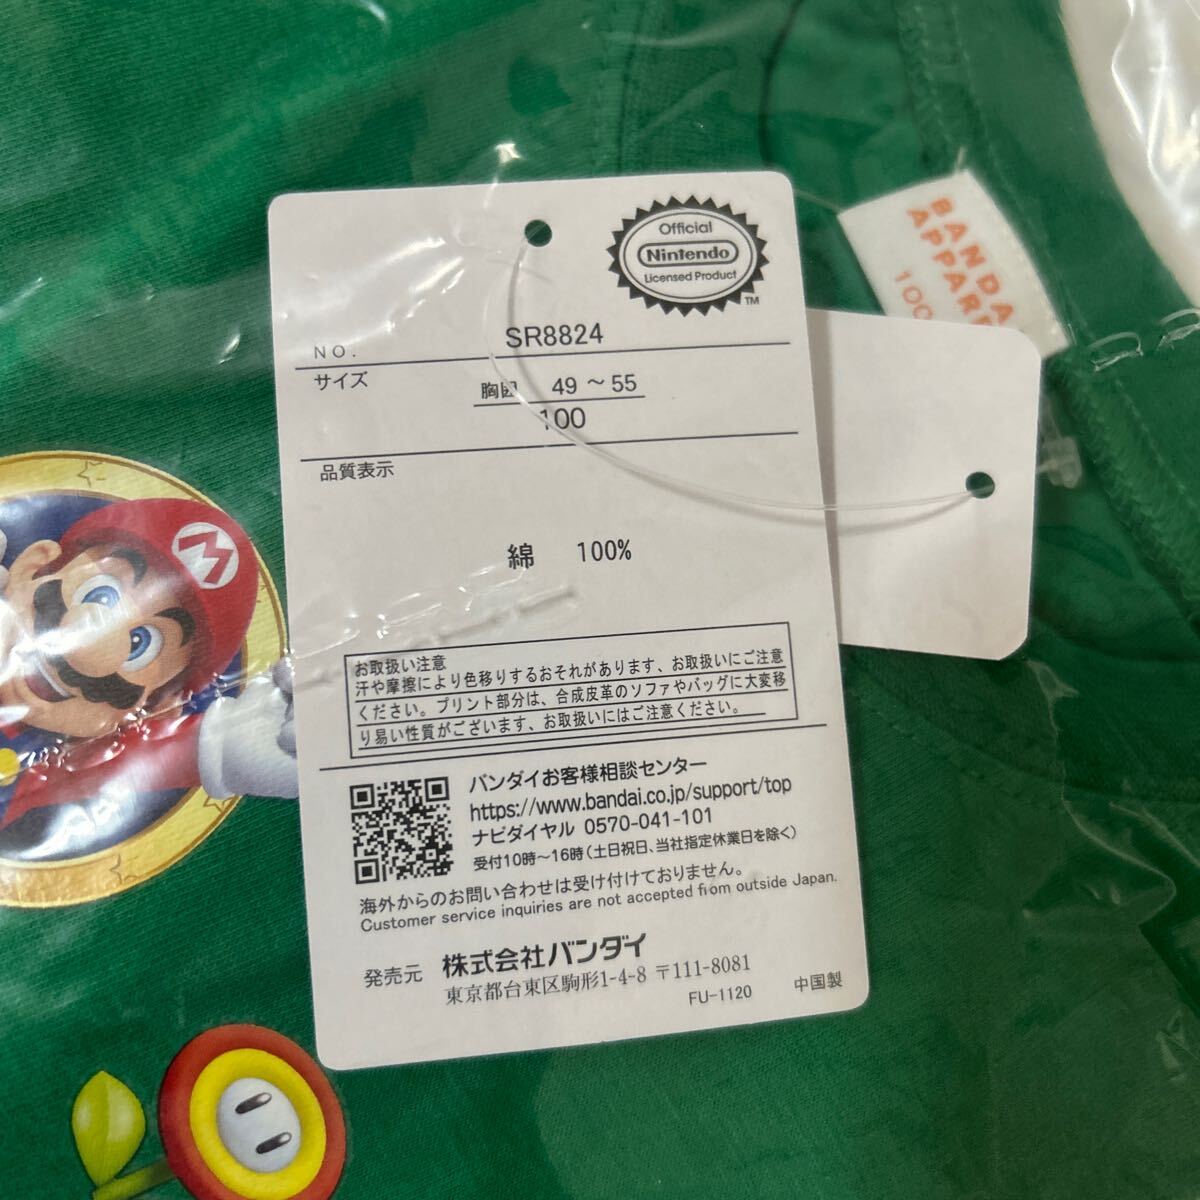 Official
Nintendo
Licensed Product
TM
NO. SR8824
サイズ 胸囲 49～55
100
品質表示
綿 100%
お取扱い注意
汗や摩擦により色移りするおそれがあります、お取扱いにご注意
ください。プリント部分は、合成皮革のソファやバッグに大変移
り易い性質がございます、お取扱いにはご注意ください。
バンダイお客様相談センター
https://www.bandai.co.jp/support/top
ナビダイヤル 0570-041-101
受付10時～16時（土日祝日、当社指定休業日を除く）
海外からのお問い合わせは受け付けておりません。
Customer service inquiries are not accepted from outside Japan.
発売元 株式会社バンダイ
東京都台東区駒形1-4-8 〒111-8081
FU-1120 中国製
BANDA
APPARE
100
M